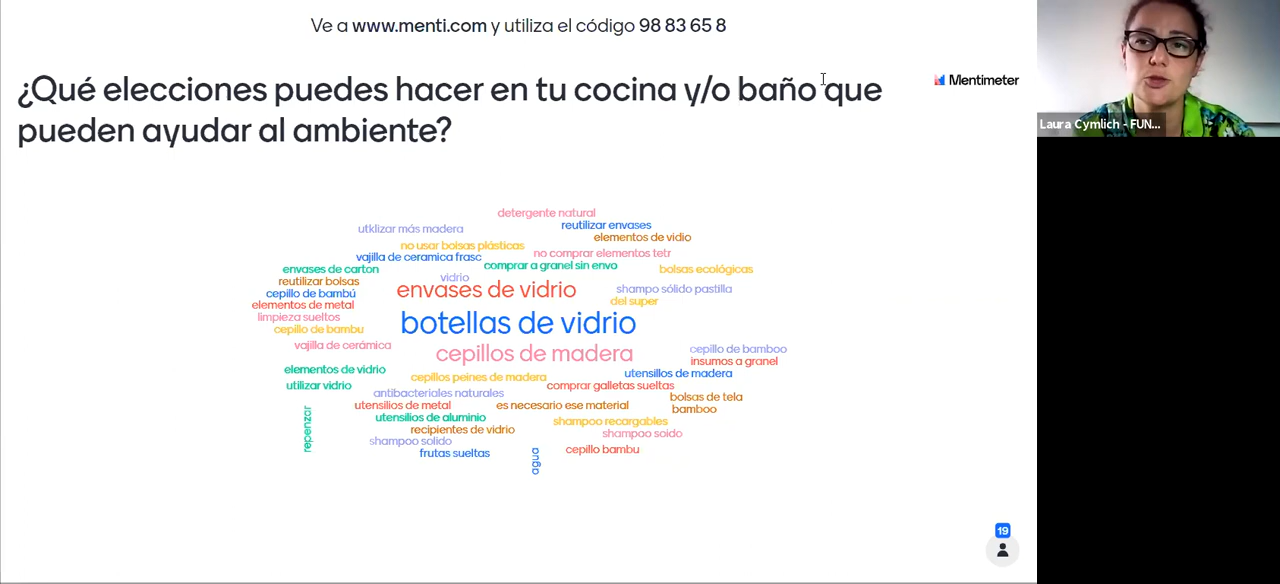 Ve a www.menti.com y utiliza el código 98 83 65 8
¿Qué elecciones puedes hacer en tu cocina y/o baño que
pueden ayudar al ambiente?
Mentimeter
Laura Cymlich - FUN...
detergente natural
utklizar más madera
reutilizar envases
elementos de vidio
no usar bolsas plásticas
no comprar elementos tetr
vajilla de ceramica frasc
comprar a granel sin envo
envases de carton
bolsas ecológicas
vidrio
reutilizar bolsas
envases de vidrio
shampo sólido pastilla
cepillo de bambú
del super
elementos de metal
limpieza sueltos
botellas de vidrio
cepillo de bambu
vajilla de cerámica
cepillos de madera
cepillo de bamboo
insumos a granel
elementos de vidrio
utensillos de madera
cepillos peines de madera
utilizar vidrio
comprar galletas sueltas
antibacteriales naturales
bolsas de tela
utensilios de metal
es necesario ese material
bamboo
utensilios de aluminio
shampoo recargables
repenzar
recipientes de vidrio
shampoo soido
shampoo solido
frutas sueltas
agua
cepillo bambu
19